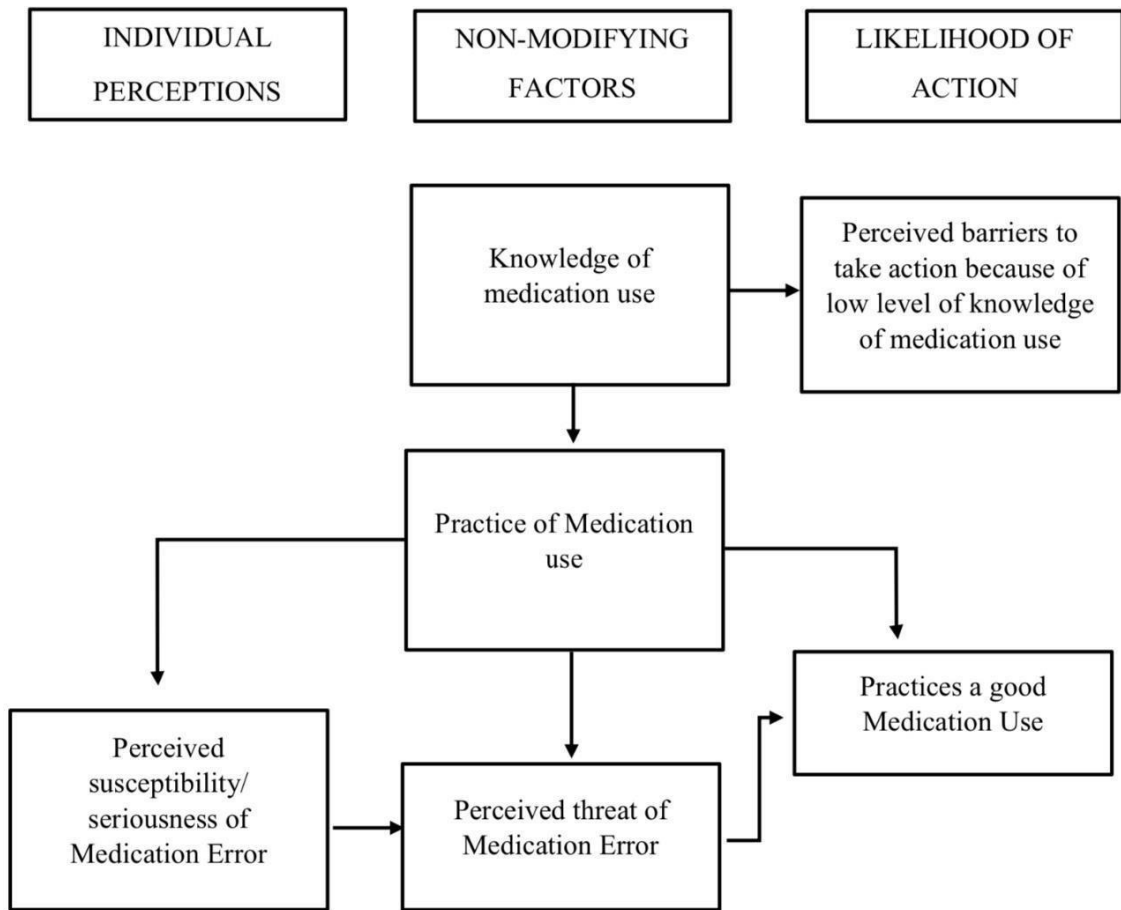 INDIVIDUAL
PERCEPTIONS
NON-MODIFYING
FACTORS
LIKELIHOOD OF
ACTION
Knowledge of
medication use
Perceived barriers to
take action because of
low level of knowledge
of medication use
Practice of Medication
use
Practices a good
Medication Use
Perceived
susceptibility/
seriousness of
Medication Error
Perceived threat of
Medication Error